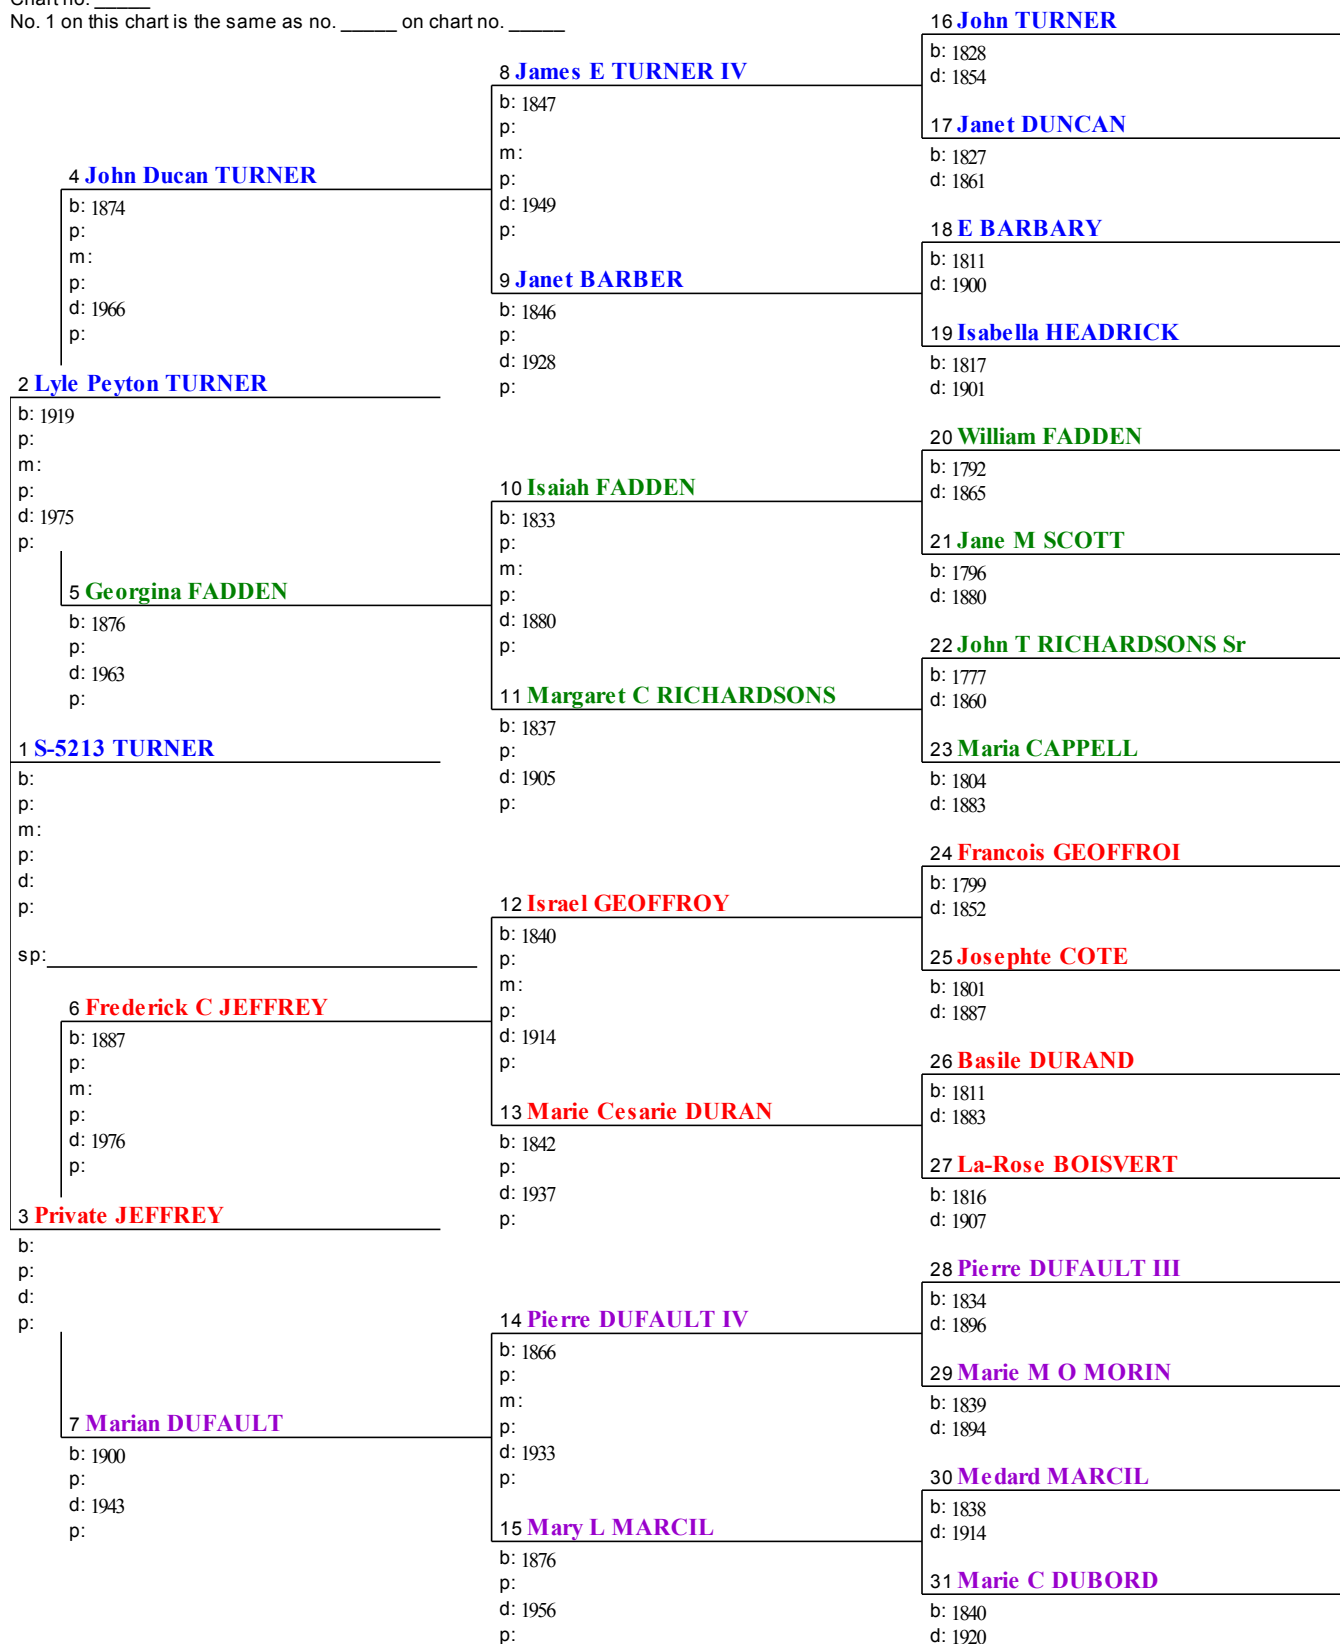 Chart no. _____
No. 1 on this chart is the same as no. _____ on chart no. _____
16 John TURNER
b: 1828
d: 1854
8 James E TURNER IV
b: 1847
p:
m:
p:
d: 1949
p:
17 Janet DUNCAN
b: 1827
d: 1861
4 John Ducan TURNER
b: 1874
p:
m:
p:
d: 1966
p:
18 E BARBARY
b: 1811
d: 1900
9 Janet BARBER
b: 1846
p:
d: 1928
p:
19 Isabella HEADRICK
b: 1817
d: 1901
2 Lyle Peyton TURNER
b: 1919
p:
m:
p:
d: 1975
p:
20 William FADDEN
b: 1792
d: 1865
10 Isaiah FADDEN
b: 1833
p:
m:
p:
d: 1880
p:
21 Jane M SCOTT
b: 1796
d: 1880
5 Georgina FADDEN
b: 1876
p:
d: 1963
p:
22 John T RICHARDSONS Sr
b: 1777
d: 1860
11 Margaret C RICHARDSONS
b: 1837
p:
d: 1905
p:
23 Maria CAPPELL
b: 1804
d: 1883
1 S-5213 TURNER
b:
p:
m:
p:
d:
p:
sp:
24 Francois GEOFFROI
b: 1799
d: 1852
12 Israel GEOFFROY
b: 1840
p:
m:
p:
d: 1914
p:
25 Josephte COTE
b: 1801
d: 1887
6 Frederick C JEFFREY
b: 1887
p:
m:
p:
d: 1976
p:
26 Basile DURAND
b: 1811
d: 1883
13 Marie Cesarie DURAN
b: 1842
p:
d: 1937
p:
27 La-Rose BOISVERT
b: 1816
d: 1907
3 Private JEFFREY
b:
p:
d:
p:
28 Pierre DUFAULT III
b: 1834
d: 1896
14 Pierre DUFAULT IV
b: 1866
p:
m:
p:
d: 1933
p:
29 Marie M O MORIN
b: 1839
d: 1894
7 Marian DUFAULT
b: 1900
p:
d: 1943
p:
30 Medard MARCIL
b: 1838
d: 1914
15 Mary L MARCIL
b: 1876
p:
d: 1956
p:
31 Marie C DUBORD
b: 1840
d: 1920